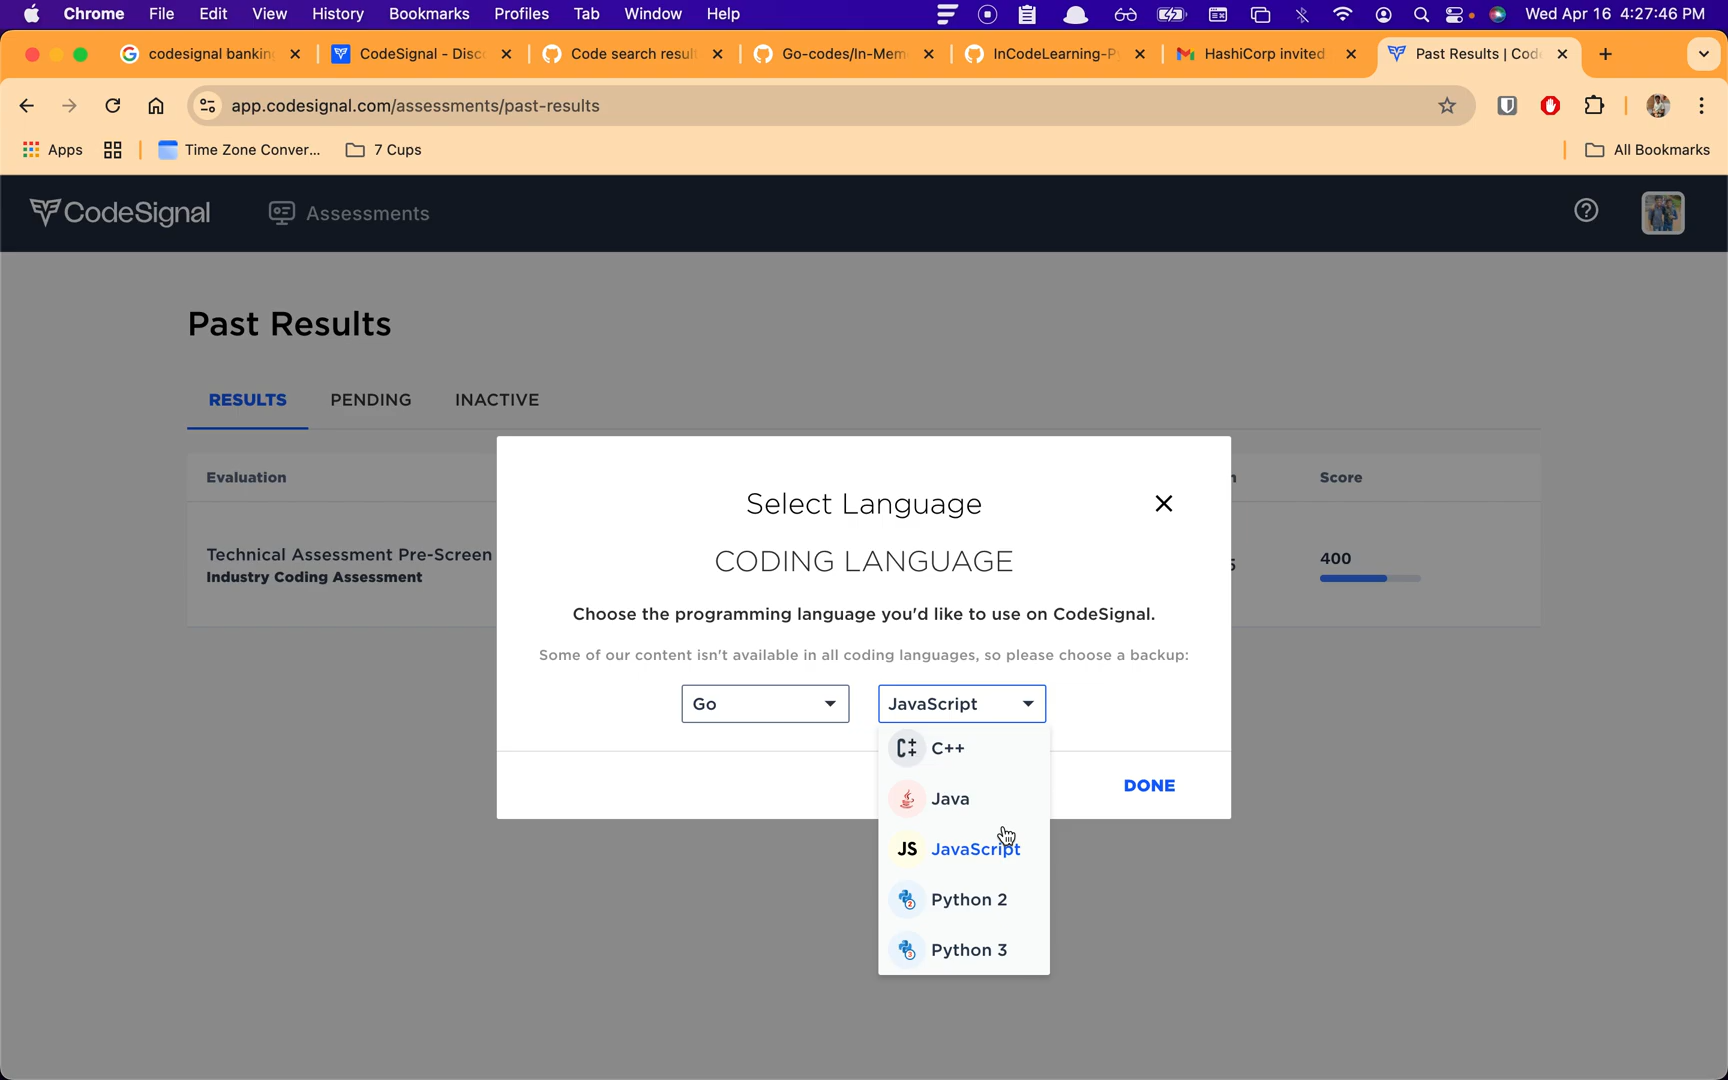 Chrome File Edit View History Bookmarks Profiles Tab Window Help Wed Apr 16 4:27:46 PM
codesignal bankin CodeSignal - Disc Code search resul Go-codes/In-Mem InCodeLearning-P HashiCorp invited Past Results | Cod
app.codesignal.com/assessments/past-results
Apps Time Zone Conver... 7 Cups All Bookmarks
CodeSignal Assessments
Past Results
RESULTS PENDING INACTIVE
Evaluation Score
Technical Assessment Pre-Screen
Industry Coding Assessment
400
Select Language
CODING LANGUAGE
Choose the programming language you'd like to use on CodeSignal.
Some of our content isn't available in all coding languages, so please choose a backup:
Go JavaScript
C++
Java
JS JavaScript
Python 2
Python 3
DONE